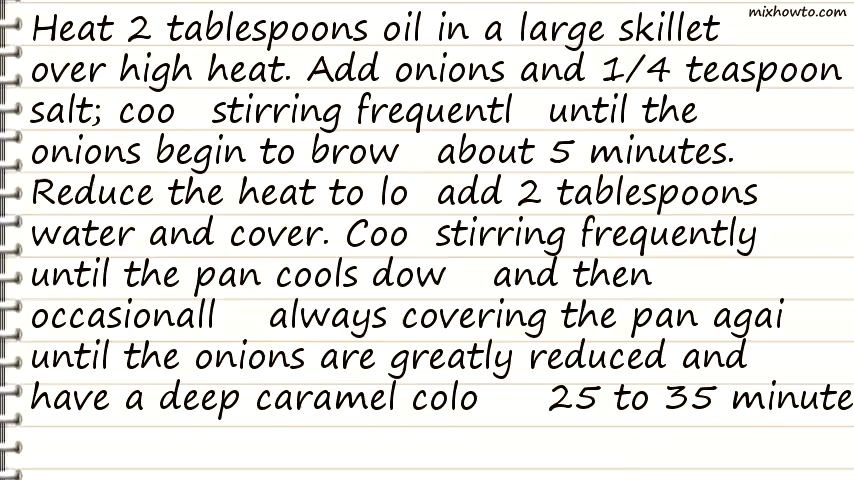 mixhowto.com
Heat 2 tablespoons oil in a large skillet
over high heat. Add onions and 1/4 teaspoon
salt; coo stirring frequentl until the
onions begin to brow about 5 minutes.
Reduce the heat to lo add 2 tablespoons
water and cover. Coo stirring frequently
until the pan cools dow and then
occasionall always covering the pan agai
until the onions are greatly reduced and
have a deep caramel colo 25 to 35 minute